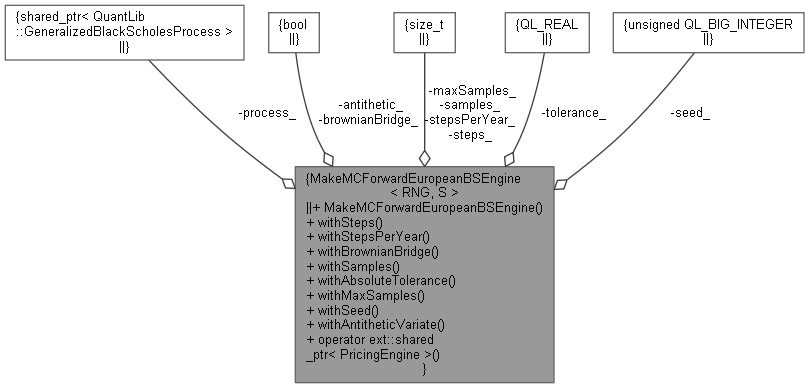 {shared_ptr< QuantLib
::GeneralizedBlackScholesProcess >
||}
{bool
||}
{size_t
||}
{QL_REAL
||}
{unsigned QL_BIG_INTEGER
||}
-process_
-antithetic_
-brownianBridge_
-maxSamples_
-samples_
-stepsPerYear_
-steps_
-tolerance_
-seed_
{MakeMCForwardEuropeanBSEngine
< RNG, S >
||+ MakeMCForwardEuropeanBSEngine()
+ withSteps()
+ withStepsPerYear()
+ withBrownianBridge()
+ withSamples()
+ withAbsoluteTolerance()
+ withMaxSamples()
+ withSeed()
+ withAntitheticVariate()
+ operator ext::shared
_ptr< PricingEngine >()
}